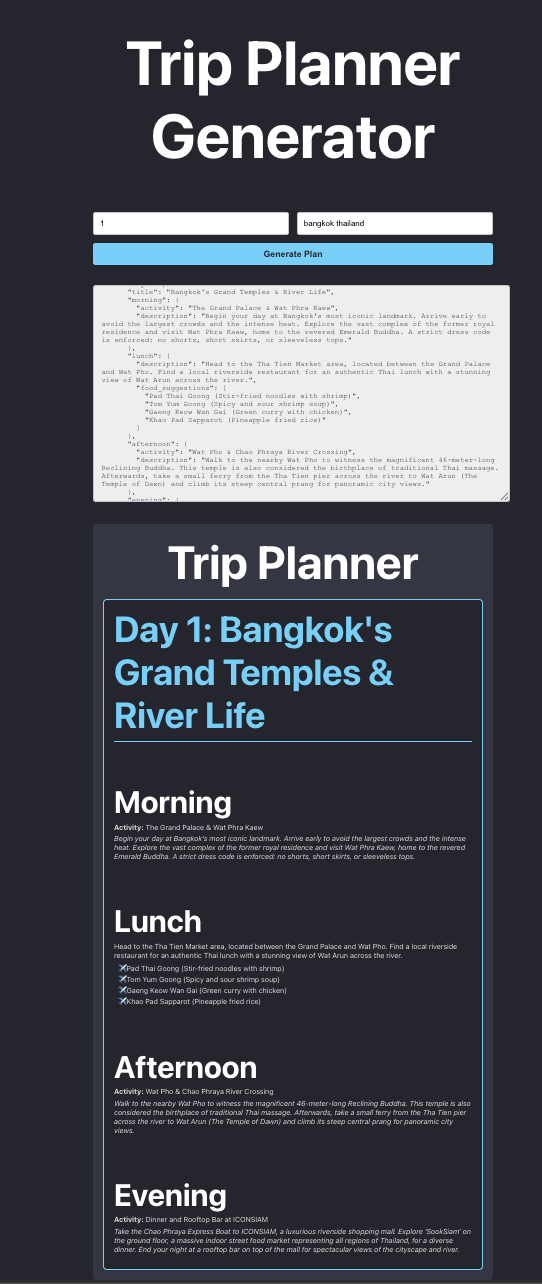 Trip Planner
Generator
1
bangkok thailand
Generate Plan
"title": "Bangkok's Grand Temples & River Life",
"morning": {
"activity": "The Grand Palace & Wat Phra Kaew",
"description": "Begin your day at Bangkok's most iconic landmark. Arrive early to
avoid the largest crowds and the intense heat. Explore the vast complex of the former royal
residence and visit Wat Phra Kaew, home to the revered Emerald Buddha. A strict dress code
is enforced: no shorts, short skirts, or sleeveless tops."
},
"lunch": {
"description": "Head to the Tha Tien Market area, located between the Grand Palace
and Wat Pho. Find a local riverside restaurant for an authentic Thai lunch with a stunning
view of Wat Arun across the river.",
"food_suggestions": [
"Pad Thai Goong (Stir-fried noodles with shrimp)",
"Tom Yum Goong (Spicy and sour shrimp soup)",
"Gaeng Keow Wan Gai (Green curry with chicken)",
"Khao Pad Sapparot (Pineapple fried rice)"
]
},
"afternoon": {
"activity": "Wat Pho & Chao Phraya River Crossing",
"description": "Walk to the nearby Wat Pho to witness the magnificent 46-meter-long
Reclining Buddha. This temple is also considered the birthplace of traditional Thai massage.
Afterwards, take a small ferry from the Tha Tien pier across the river to Wat Arun (The
Temple of Dawn) and climb its steep central prang for panoramic city views."
},
"evening": {
Trip Planner
Day 1: Bangkok's
Grand Temples &
River Life
Morning
Activity: The Grand Palace & Wat Phra Kaew
Begin your day at Bangkok's most iconic landmark. Arrive early to avoid the largest crowds and the intense
heat. Explore the vast complex of the former royal residence and visit Wat Phra Kaew, home to the revered
Emerald Buddha. A strict dress code is enforced: no shorts, short skirts, or sleeveless tops.
Lunch
Head to the Tha Tien Market area, located between the Grand Palace and Wat Pho. Find a local riverside
restaurant for an authentic Thai lunch with a stunning view of Wat Arun across the river.
Pad Thai Goong (Stir-fried noodles with shrimp)
Tom Yum Goong (Spicy and sour shrimp soup)
Gaeng Keow Wan Gai (Green curry with chicken)
Khao Pad Sapparot (Pineapple fried rice)
Afternoon
Activity: Wat Pho & Chao Phraya River Crossing
Walk to the nearby Wat Pho to witness the magnificent 46-meter-long Reclining Buddha. This temple is also
considered the birthplace of traditional Thai massage. Afterwards, take a small ferry from the Tha Tien pier
across the river to Wat Arun (The Temple of Dawn) and climb its steep central prang for panoramic city
views.
Evening
Activity: Dinner and Rooftop Bar at ICONSIAM
Take the Chao Phraya Express Boat to ICONSIAM, a luxurious riverside shopping mall. Explore 'SookSiam' on
the ground floor, a massive indoor street food market representing all regions of Thailand, for a diverse
dinner. End your night at a rooftop bar on top of the mall for spectacular views of the cityscape and river.